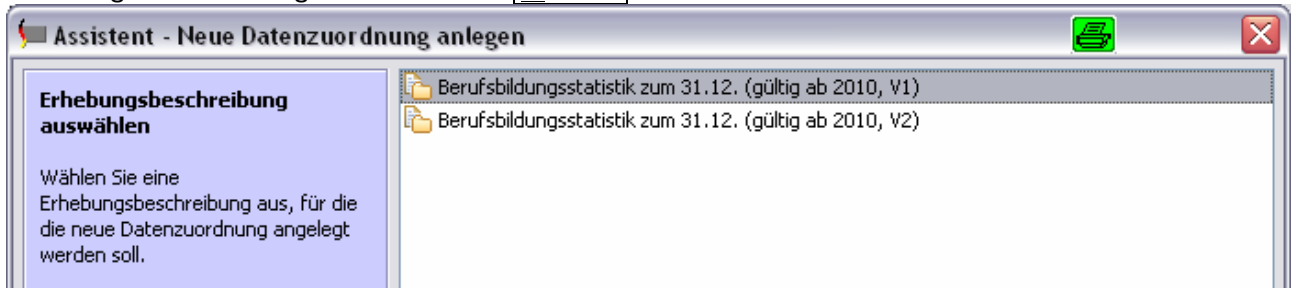 Assistent - Neue Datenzuordnung anlegen
Erhebungsbeschreibung
auswählen
Wählen Sie eine
Erhebungsbeschreibung aus, für die
die neue Datenzuordnung angelegt
werden soll.
Berufsbildungsstatistik zum 31.12. (gültig ab 2010, V1)
Berufsbildungsstatistik zum 31.12. (gültig ab 2010, V2)